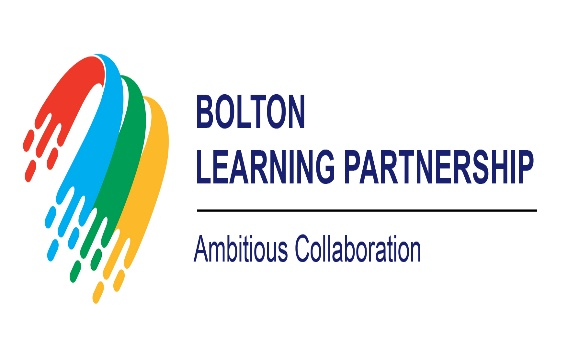 BOLTON
LEARNING PARTNERSHIP
Ambitious Collaboration